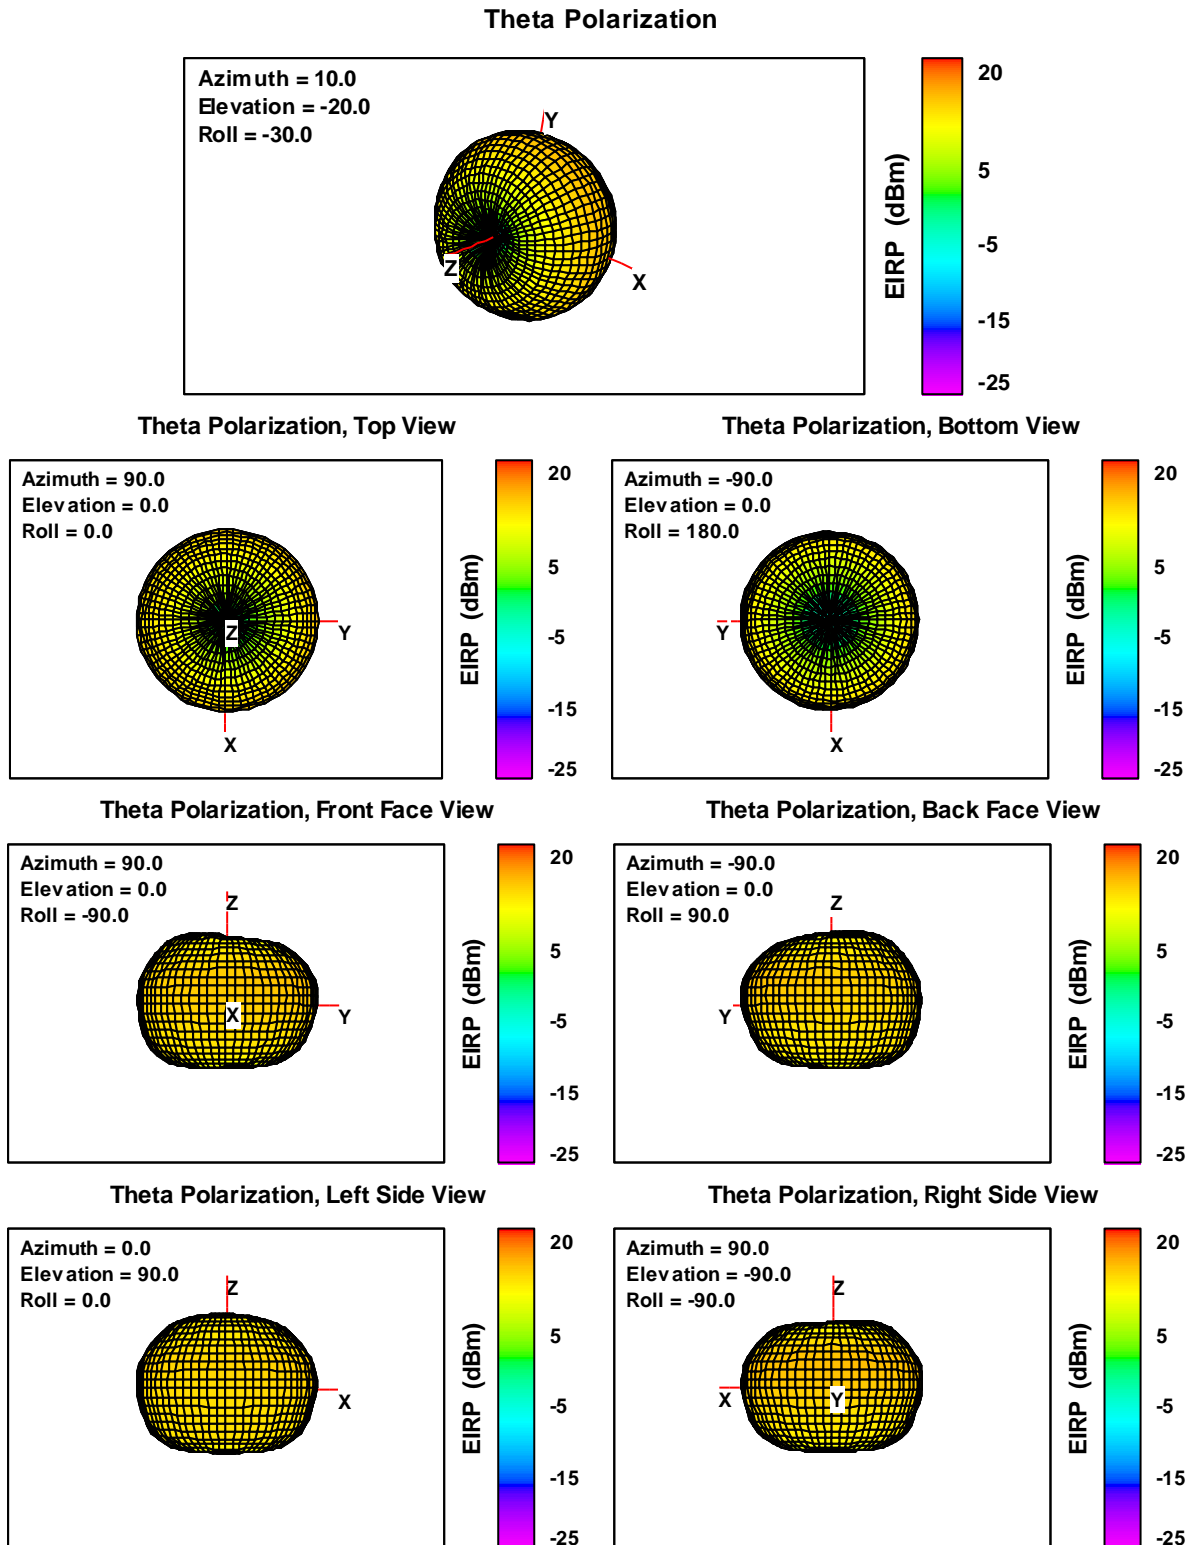 Theta Polarization
Azimuth = 10.0
Elevation = -20.0
Roll = -30.0
Y
Z
X
EIRP (dBm)
20
5
-5
-15
-25
Theta Polarization, Top View
Azimuth = 90.0
Elevation = 0.0
Roll = 0.0
Z
Y
X
EIRP (dBm)
20
5
-5
-15
-25
Theta Polarization, Bottom View
Azimuth = -90.0
Elevation = 0.0
Roll = 180.0
Y
X
EIRP (dBm)
20
5
-5
-15
-25
Theta Polarization, Front Face View
Azimuth = 90.0
Elevation = 0.0
Roll = -90.0
Z
X
Y
EIRP (dBm)
20
5
-5
-15
-25
Theta Polarization, Back Face View
Azimuth = -90.0
Elevation = 0.0
Roll = 90.0
Z
Y
EIRP (dBm)
20
5
-5
-15
-25
Theta Polarization, Left Side View
Azimuth = 0.0
Elevation = 90.0
Roll = 0.0
Z
X
EIRP (dBm)
20
5
-5
-15
-25
Theta Polarization, Right Side View
Azimuth = 90.0
Elevation = -90.0
Roll = -90.0
Z
X
Y
EIRP (dBm)
20
5
-5
-15
-25